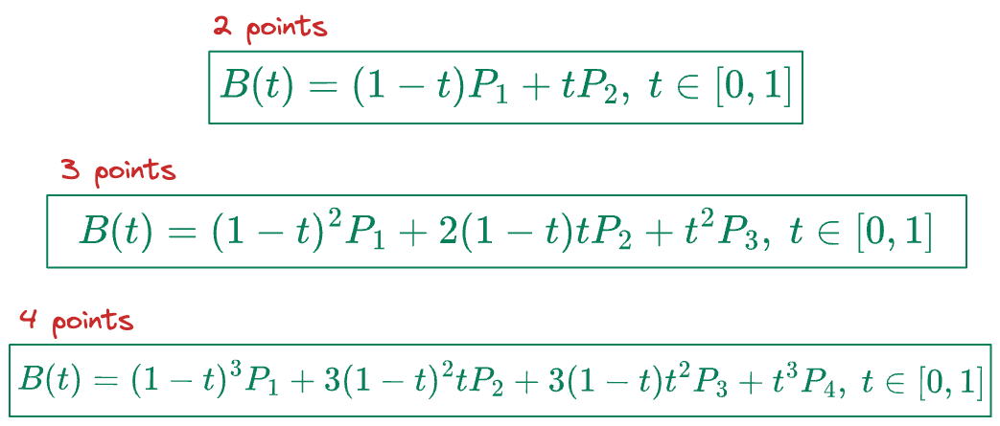 2 points
B(t) = (1 − t)P₁ + tP₂, t ∈ [0, 1]
3 points
B(t) = (1 − t)²P₁ + 2(1 − t)tP₂ + t²P₃, t ∈ [0, 1]
4 points
B(t) = (1 − t)³P₁ + 3(1 − t)²tP₂ + 3(1 − t)t²P₃ + t³P₄, t ∈ [0, 1]